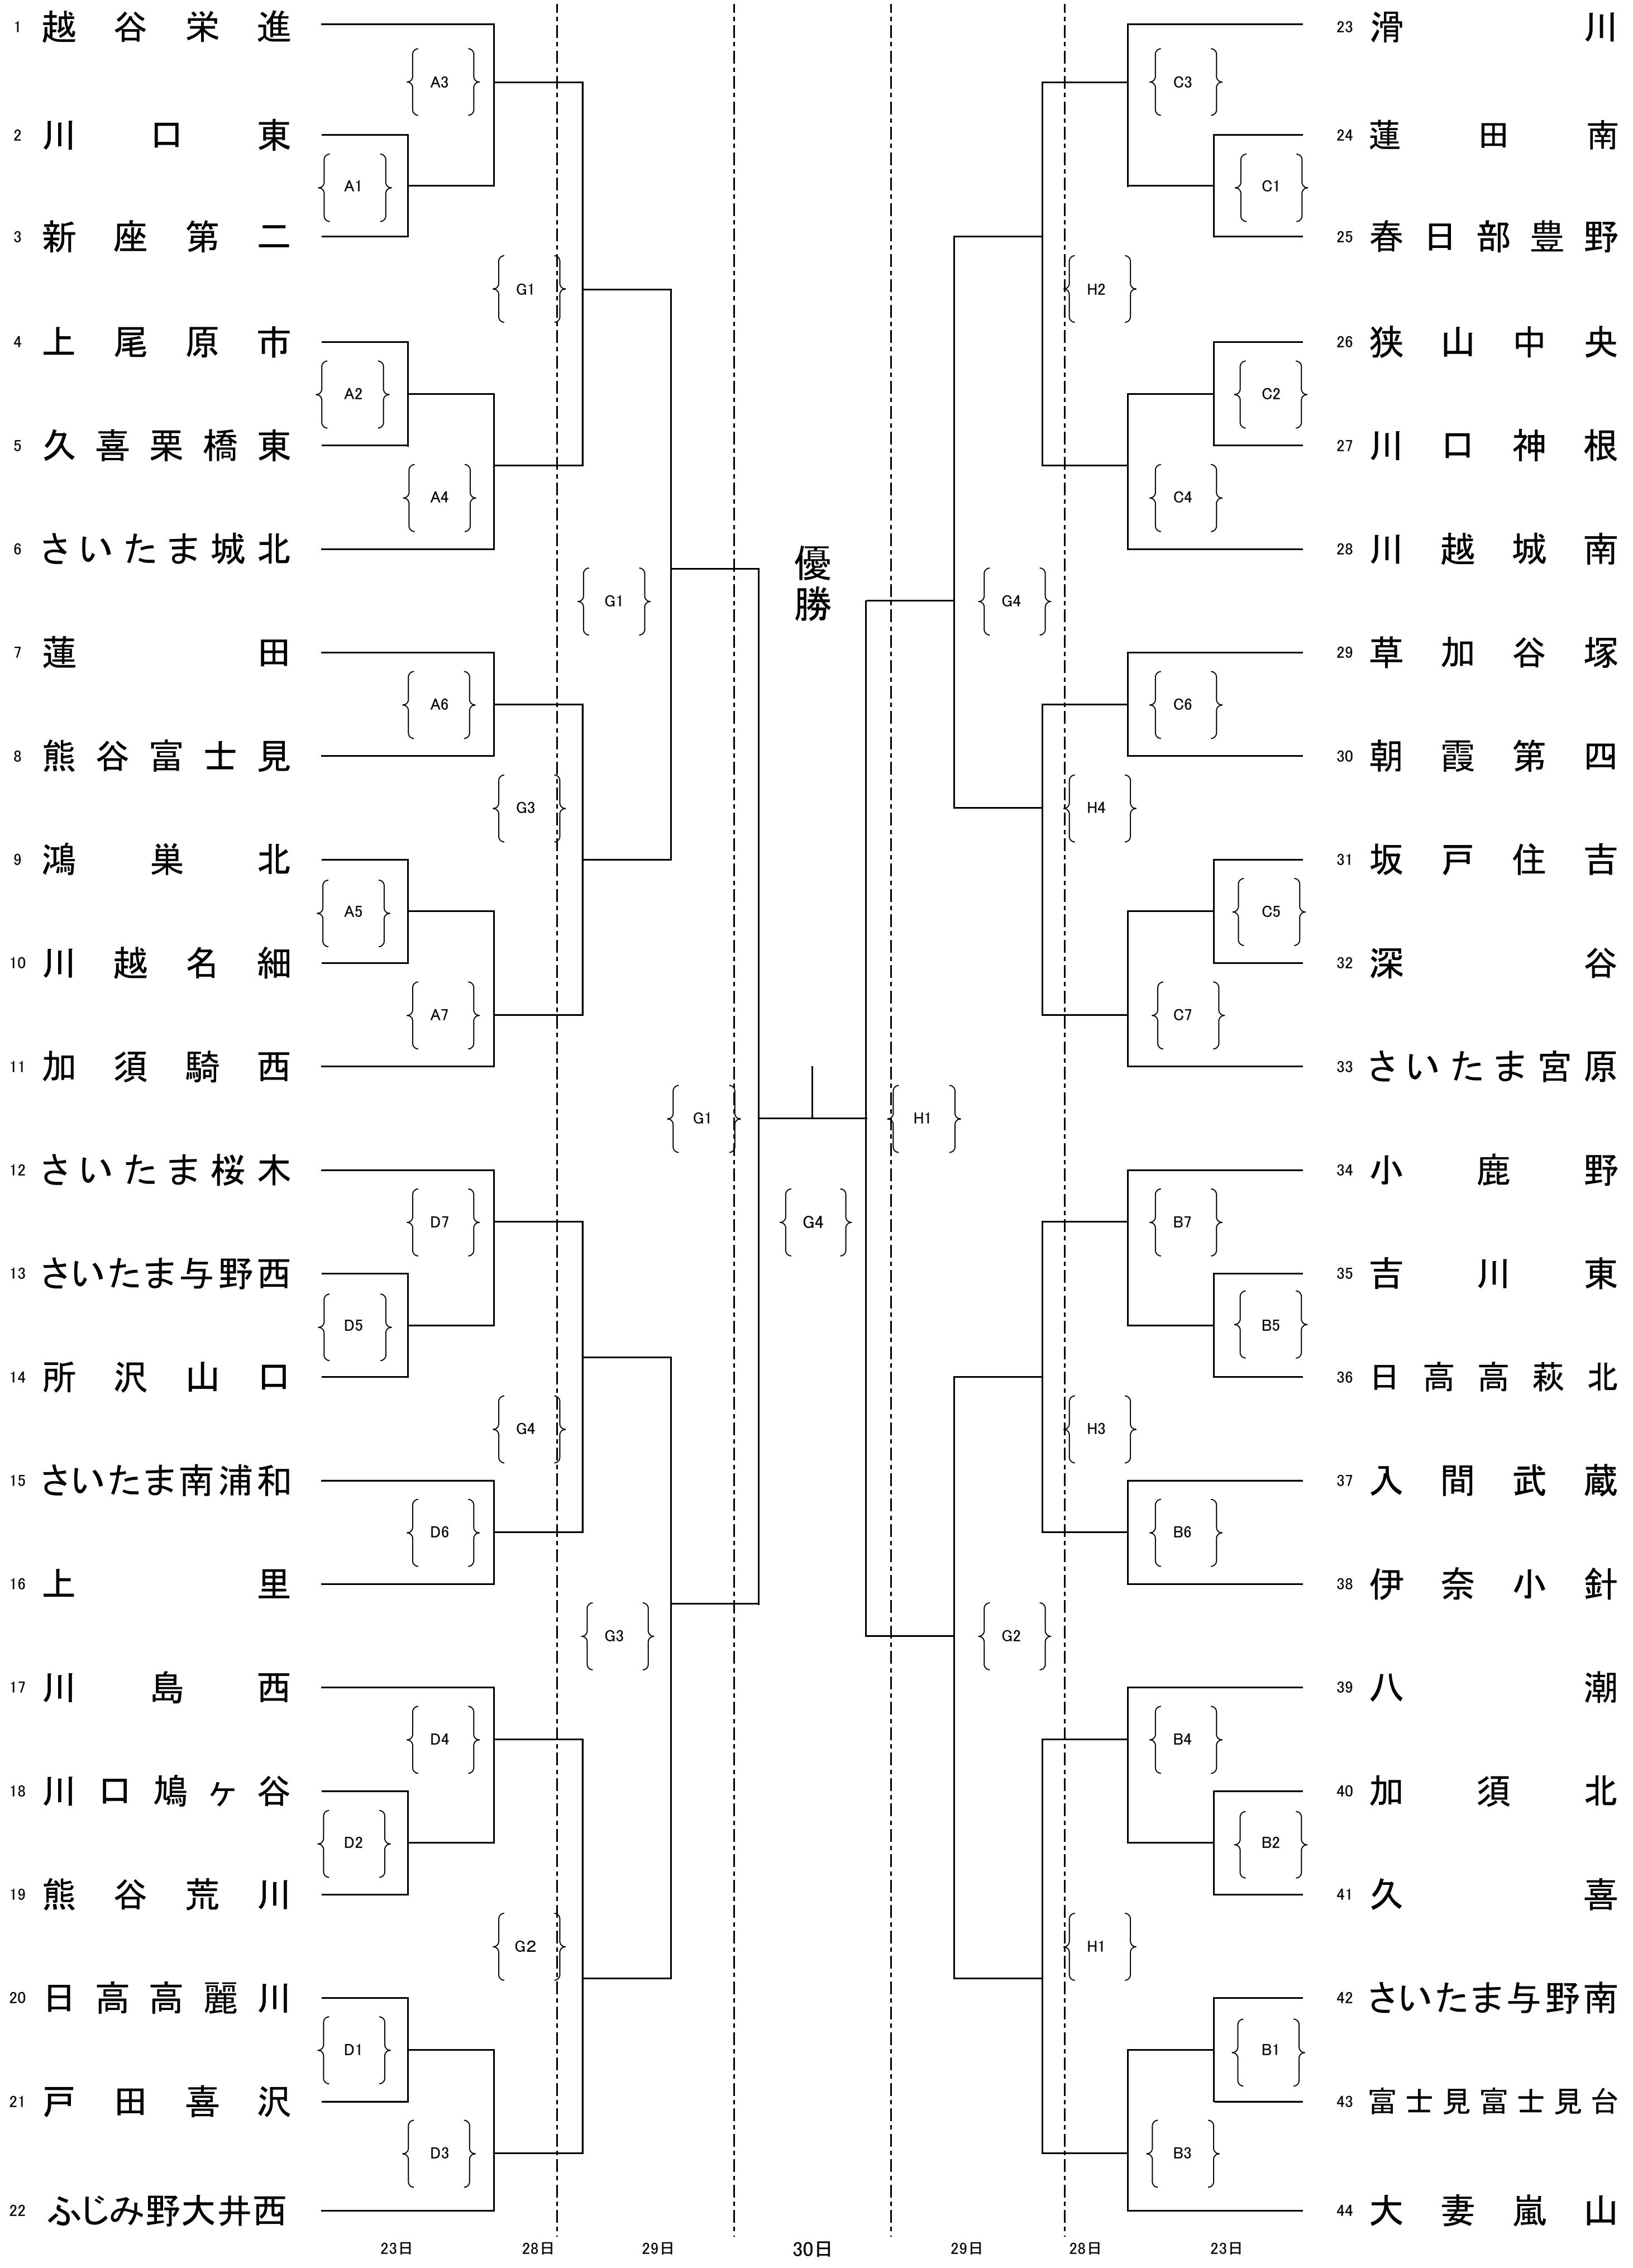 1 越谷栄進
A3
2 川口東
A1
3 新座第二
G1
4 上尾原市
A2
5 久喜栗橋東
A4
6 さいたま城北
G1
7 蓮田
A6
8 熊谷富士見
G3
9 鴻巣北
A5
10 川越名細
A7
11 加須騎西
G1
12 さいたま桜木
D7
13 さいたま与野西
D5
14 所沢山口
G4
15 さいたま南浦和
D6
16 上里
G3
17 川島西
D4
18 川口鳩ヶ谷
D2
19 熊谷荒川
G2
20 日高高麗川
D1
21 戸田喜沢
D3
22 ふじみ野大井西
優勝
G4
23 滑川
C3
24 蓮田南
C1
25 春日部豊野
H2
26 狭山中央
C2
27 川口神根
C4
28 川越城南
G4
29 草加谷塚
C6
30 朝霞第四
H4
31 坂戸住吉
C5
32 深谷
C7
33 さいたま宮原
H1
34 小鹿野
B7
35 吉川東
B5
36 日高高萩北
H3
37 入間武蔵
B6
38 伊奈小針
G2
39 八潮
B4
40 加須北
B2
41 久喜
H1
42 さいたま与野南
B1
43 富士見富士見台
B3
44 大妻嵐山
23日 28日 29日 30日 29日 28日 23日